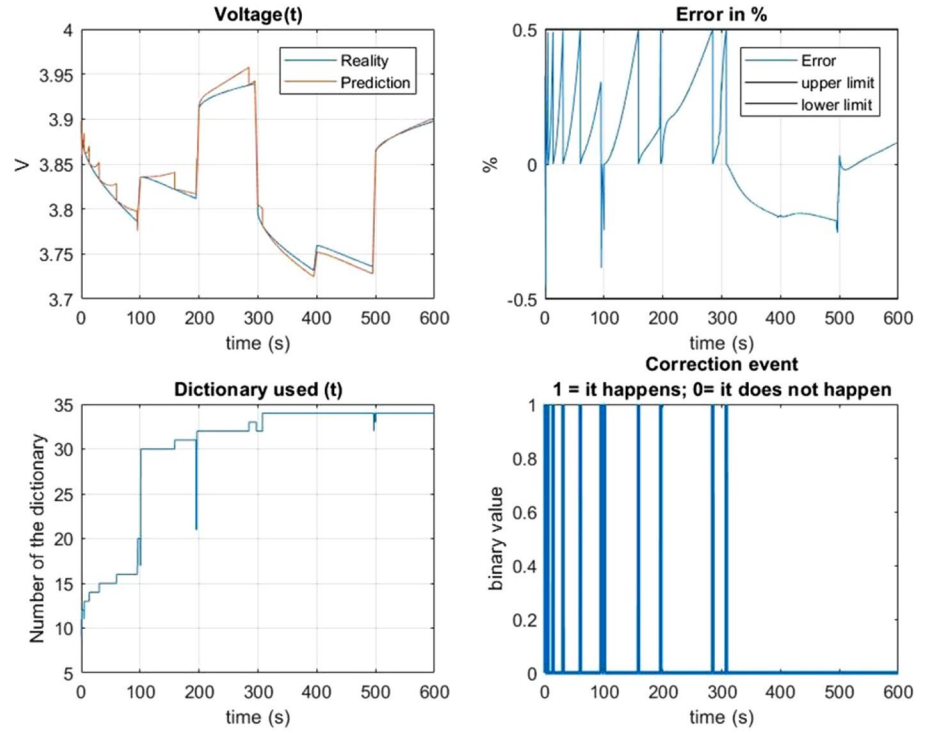 Voltage(t)
4
3.95
3.9
3.85
3.8
3.75
3.7
V
Reality
Prediction
0 100 200 300 400 500 600
time (s)
Error in %
0.5
0
-0.5
%
Error
upper limit
lower limit
0 100 200 300 400 500 600
time (s)
Dictionary used (t)
35
30
25
20
15
10
5
Number of the dictionary
0 100 200 300 400 500 600
time (s)
Correction event
1 = it happens; 0= it does not happen
1
0.8
0.6
0.4
0.2
0
binary value
0 100 200 300 400 500 600
time (s)